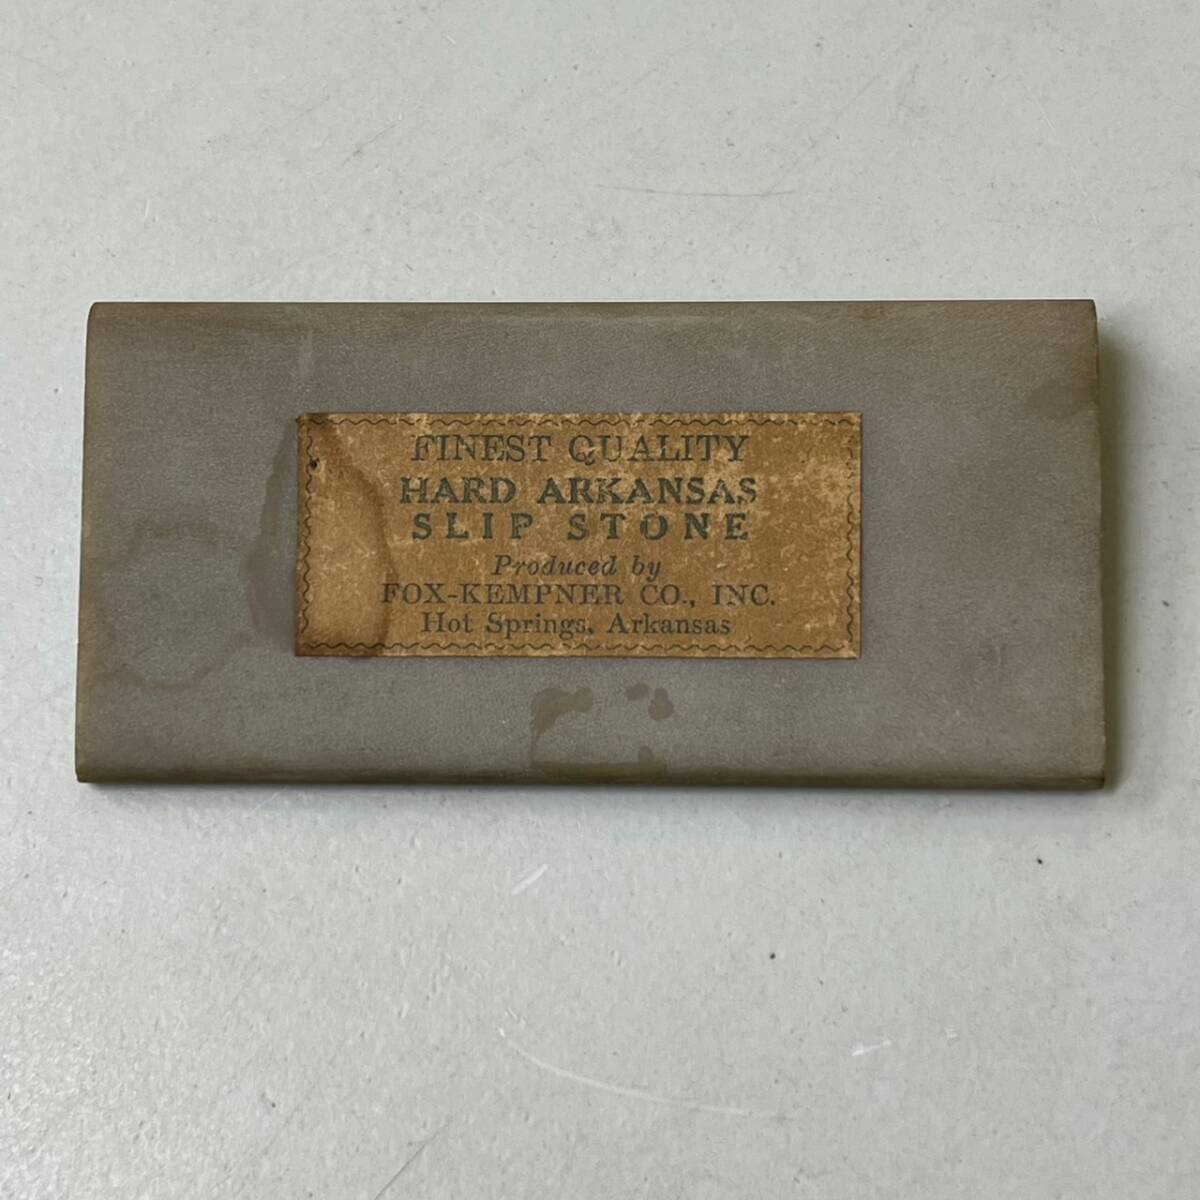 FINEST QUALITY
HARD ARKANSAS
SLIP STONE
Produced by
FOX-KEMPNER CO., INC.
Hot Springs, Arkansas